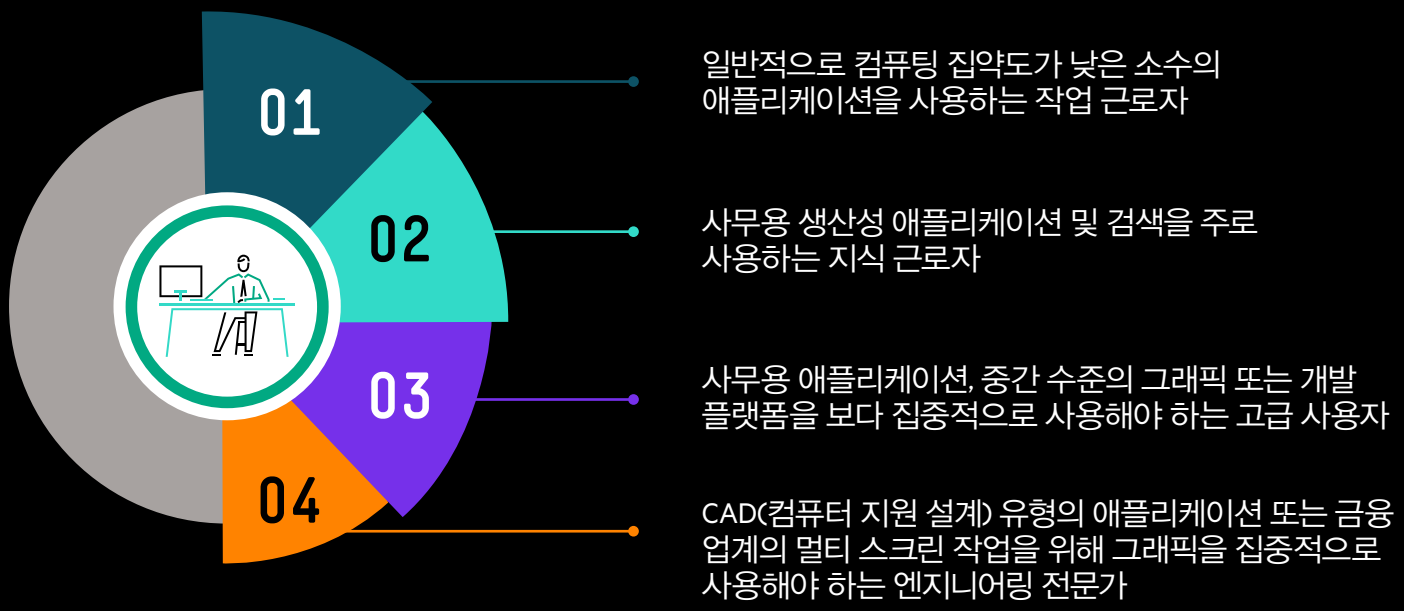 01
일반적으로 컴퓨팅 집약도가 낮은 소수의
애플리케이션을 사용하는 작업 근로자
02
사무용 생산성 애플리케이션 및 검색을 주로
사용하는 지식 근로자
03
사무용 애플리케이션, 중간 수준의 그래픽 또는 개발
플랫폼을 보다 집중적으로 사용해야 하는 고급 사용자
04
CAD(컴퓨터 지원 설계) 유형의 애플리케이션 또는 금융
업계의 멀티 스크린 작업을 위해 그래픽을 집중적으로
사용해야 하는 엔지니어링 전문가